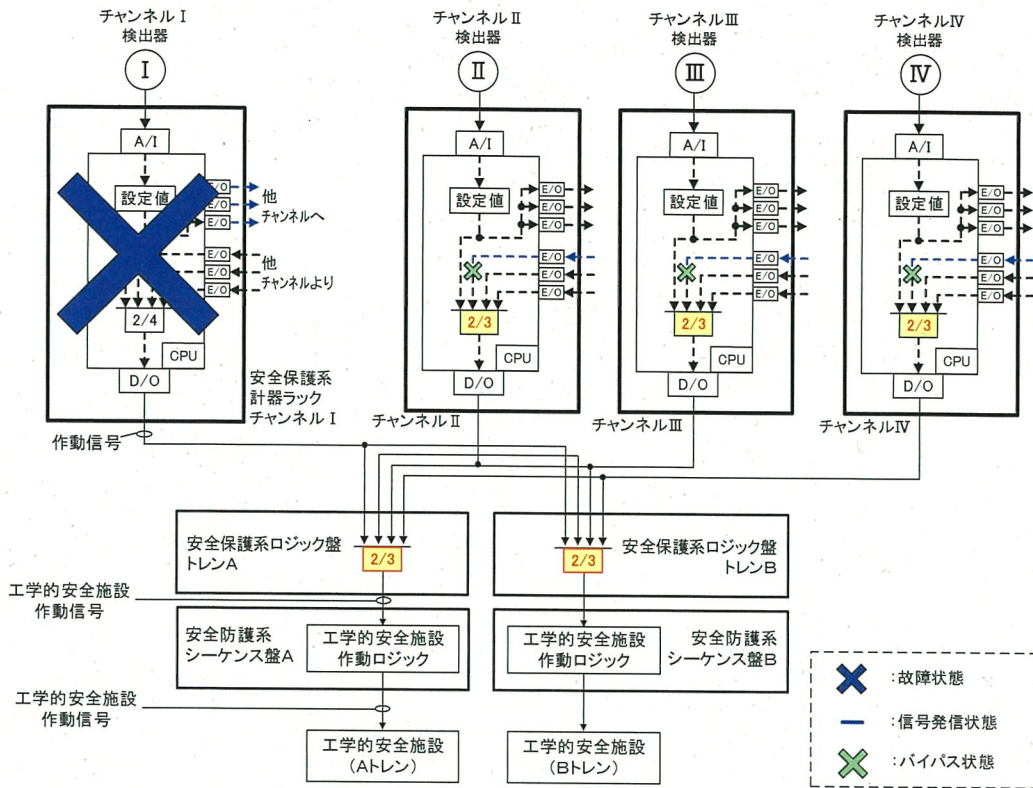 チャンネルⅠ
検出器
Ⅰ
チャンネルⅡ
検出器
Ⅱ
チャンネルⅢ
検出器
Ⅲ
チャンネルⅣ
検出器
Ⅳ
A/I
設定値
E/O
E/O
E/O
他
チャンネルへ
E/O
E/O
E/O
他
チャンネルより
2/4
CPU
D/O
安全保護系
計器ラック
チャンネルⅠ
A/I
設定値
E/O
E/O
E/O
E/O
E/O
E/O
2/3
CPU
D/O
チャンネルⅡ
A/I
設定値
E/O
E/O
E/O
E/O
E/O
E/O
2/3
CPU
D/O
チャンネルⅢ
A/I
設定値
E/O
E/O
E/O
E/O
E/O
E/O
2/3
CPU
D/O
チャンネルⅣ
作動信号
安全保護系ロジック盤
トレンA
2/3
2/3
安全保護系ロジック盤
トレンB
工学的安全施設
作動信号
安全防護系
シーケンス盤A
工学的安全施設
作動ロジック
工学的安全施設
作動ロジック
安全防護系
シーケンス盤B
工学的安全施設
作動信号
工学的安全施設
(Aトレン)
工学的安全施設
(Bトレン)
:故障状態
:信号発信状態
:バイパス状態